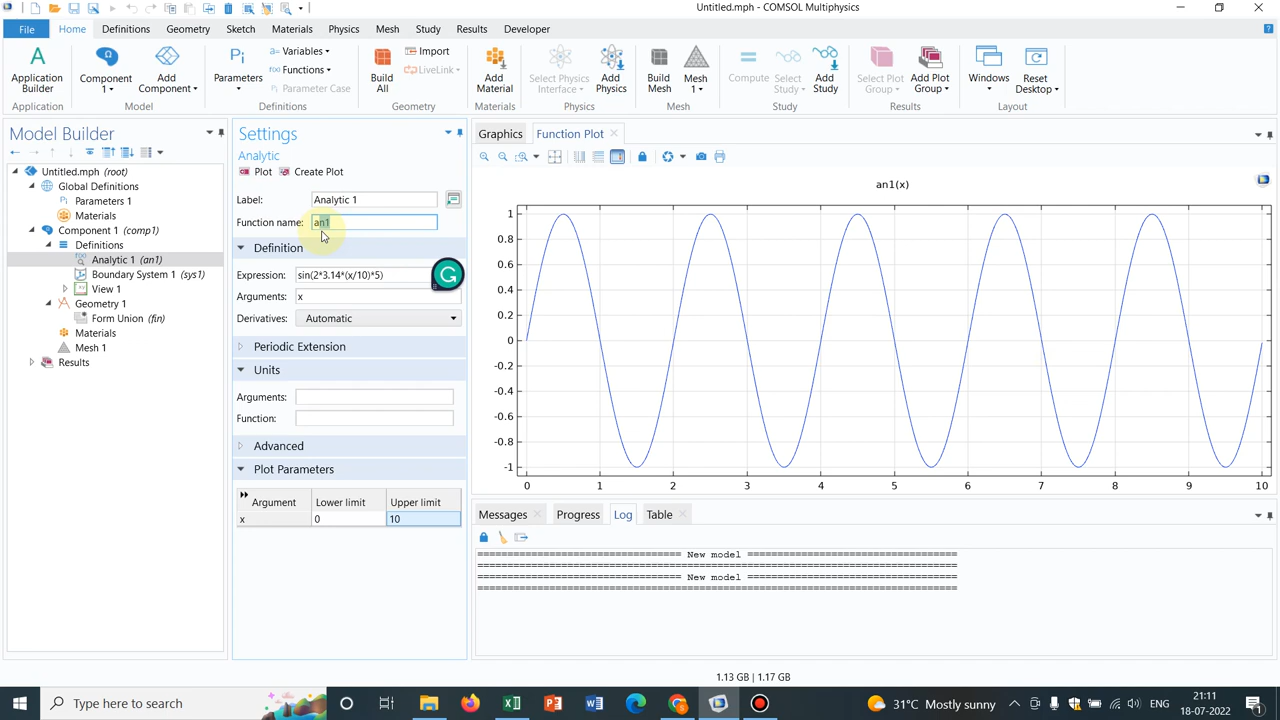 Untitled.mph - COMSOL Multiphysics
File Home Definitions Geometry Sketch Materials Physics Mesh Study Results Developer
Application Builder
Application
Component 1
Add Component
Model
Pi
Parameters
a= Variables
f(x) Functions
Pi Parameter Case
Definitions
Build All
Import
LiveLink
Geometry
Add Material
Materials
Select Physics Interface
Add Physics
Physics
Build Mesh
Mesh 1
Mesh
Compute
Select Study
Add Study
Study
Select Plot Group
Add Plot Group
Results
Windows
Reset Desktop
Layout
Model Builder
Untitled.mph (root)
Global Definitions
Pi Parameters 1
Materials
Component 1 (comp1)
Definitions
Analytic 1 (an1)
Boundary System 1 (sys1)
View 1
Geometry 1
Form Union (fin)
Materials
Mesh 1
Results
Settings
Analytic
Plot Create Plot
Label: Analytic 1
Function name: an1
Definition
Expression: sin(2*3.14*(x/10)*5)
Arguments: x
Derivatives: Automatic
Periodic Extension
Units
Arguments:
Function:
Advanced
Plot Parameters
Argument Lower limit Upper limit
x 0 10
Graphics Function Plot
an1(x)
1
0.8
0.6
0.4
0.2
0
-0.2
-0.4
-0.6
-0.8
-1
0 1 2 3 4 5 6 7 8 9 10
Messages Progress Log Table
================================== New model ===================================
================================== New model ===================================
1.13 GB | 1.17 GB
Type here to search
31°C Mostly sunny
ENG
21:11
18-07-2022
1